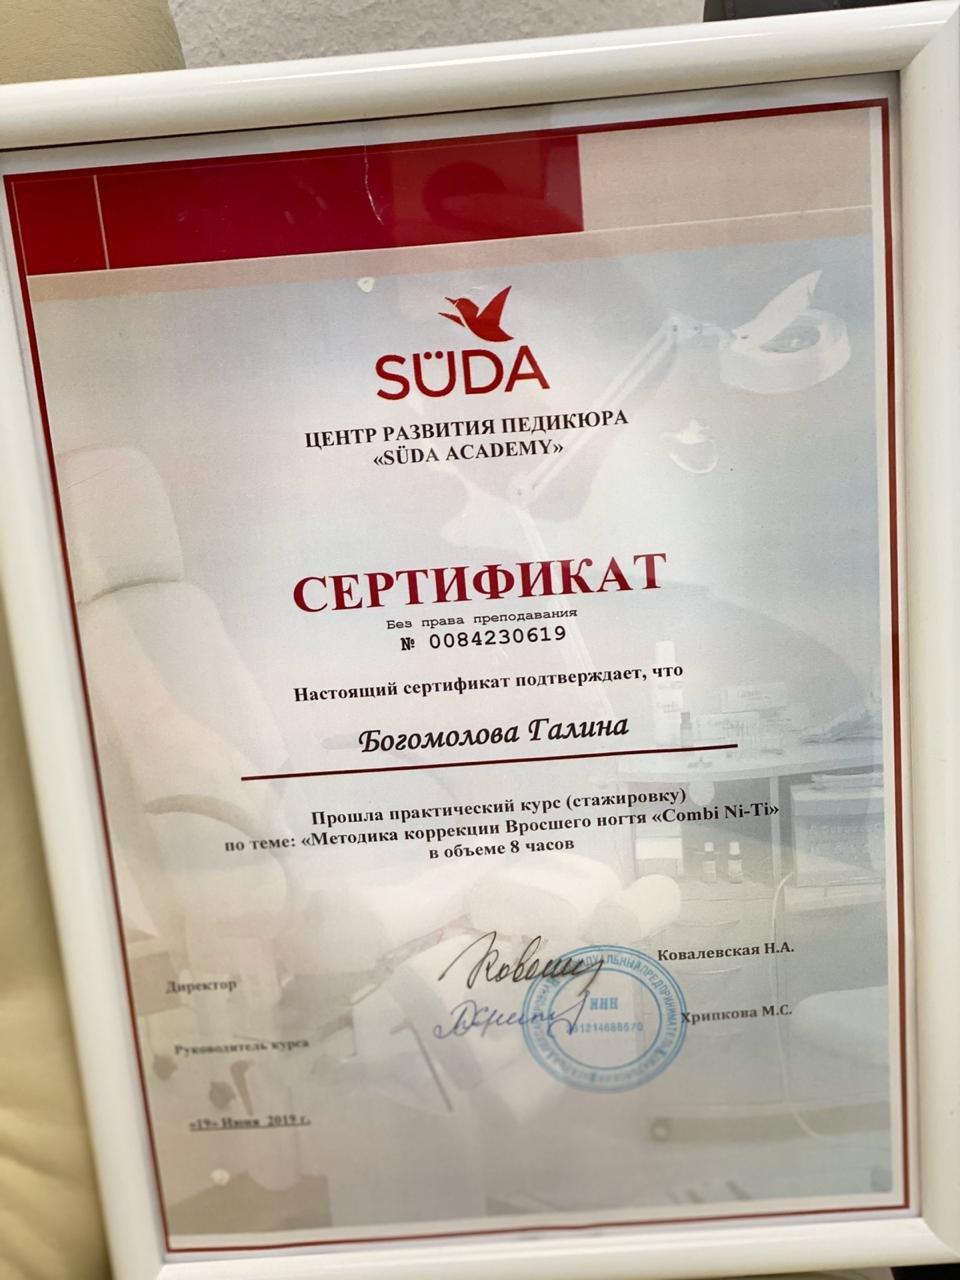 SÜDA
ЦЕНТР РАЗВИТИЯ ПЕДИКЮРА
«SÜDA ACADEMY»
СЕРТИФИКАТ
Без права преподавания
№ 0084230619
Настоящий сертификат подтверждает, что
Богомолова Галина
Прошла практический курс (стажировку)
по теме: «Методика коррекции Вросшего ногтя «Combi Ni-Ti»
в объеме 8 часов
Директор
Ковалевская Н.А.
Руководитель курса
Хрипкова М.С.
ИНН
«19» Июня 2019 г.